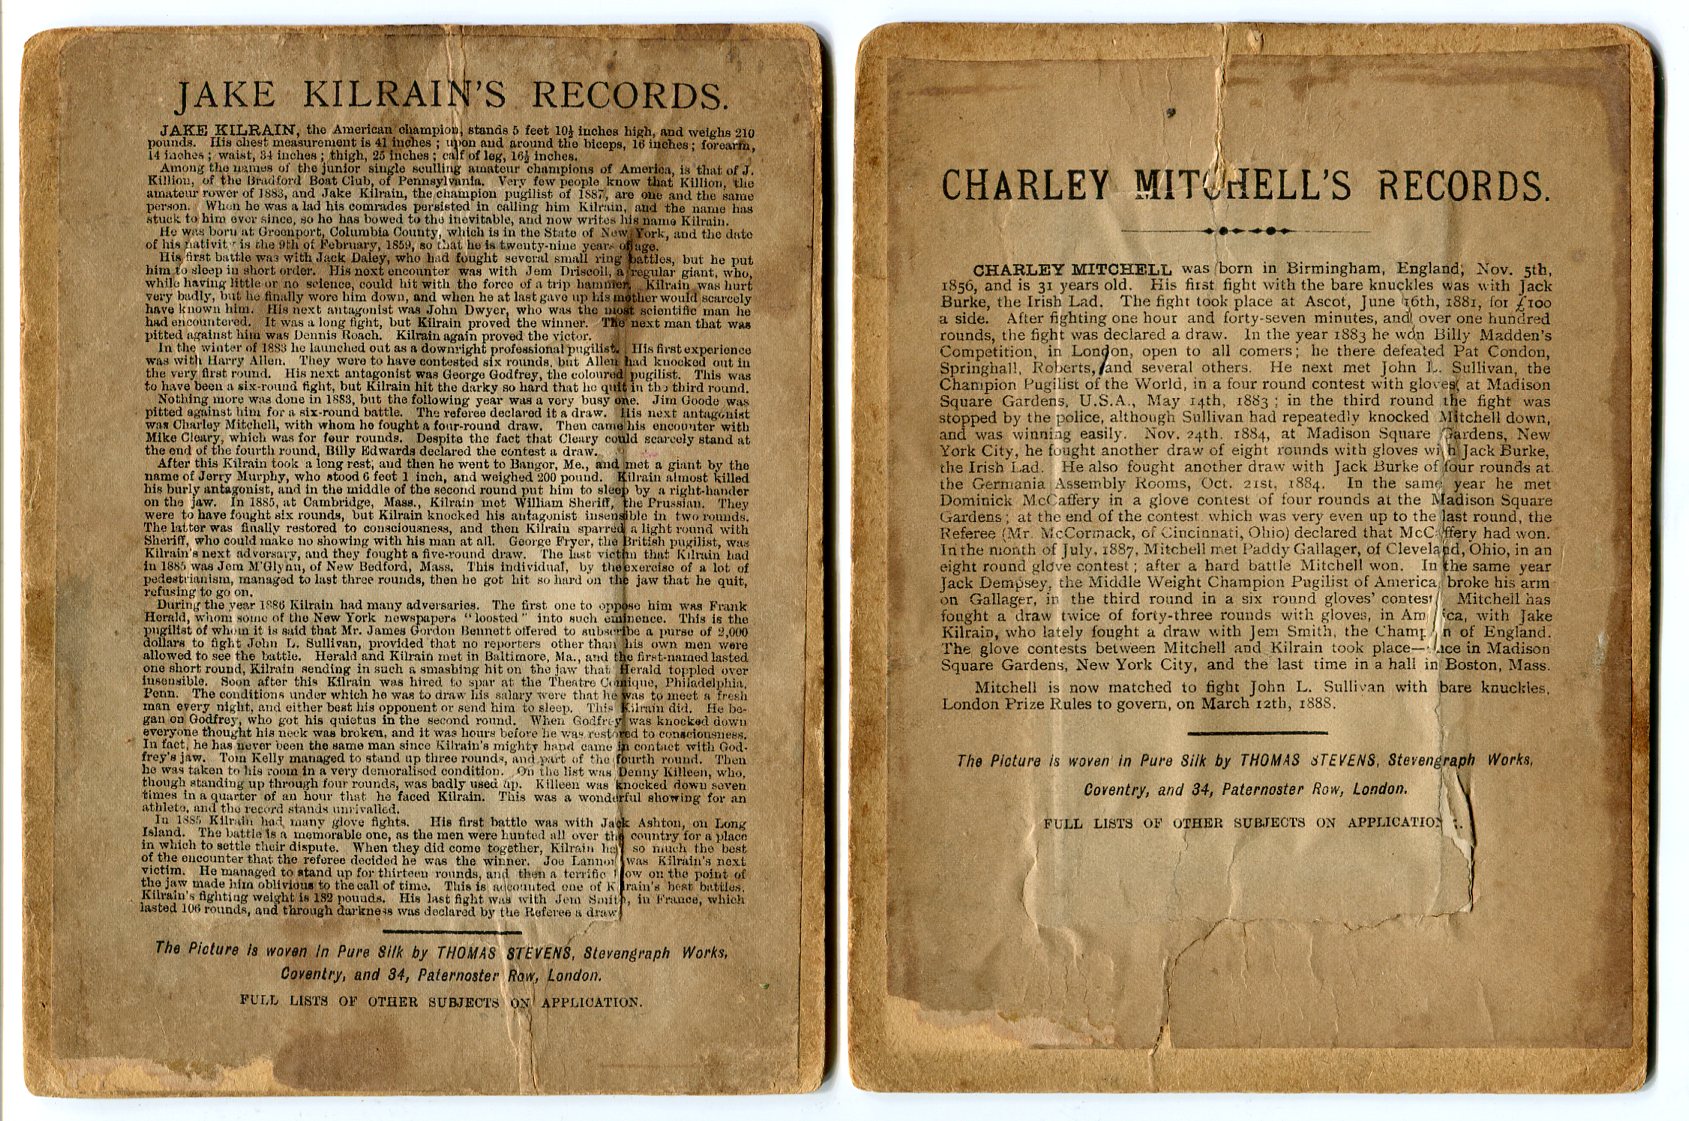 JAKE KILRAIN'S RECORDS.
JAKE KILRAIN, the American champion, stands 5 feet 10½ inches high, and weighs 210
pounds. His chest measurement is 41 inches ; upon and around the biceps, 16 inches ; forearm,
14 inches ; waist, 34 inches ; thigh, 25 inches ; calf of leg, 16½ inches.
Among the names of the junior single sculling amateur champions of America, is that of J.
Killion, of the Bradford Boat Club, of Pennsylvania. Very few people know that Killion, the
amateur rower of 1883, and Jake Kilrain, the champion pugilist of 1887, are one and the same
person. When he was a lad his comrades persisted in calling him Kilrain, and the name has
stuck to him ever since, so he has bowed to the inevitable, and now writes his name Kilrain.
He was born at Greenport, Columbia County, which is in the State of New York, and the date
of his nativity is the 9th of February, 1859, so that he is twenty-nine years of age.
His first battle was with Jack Daley, who had fought several small ring battles, but he put
him to sleep in short order. His next encounter was with Jem Driscoll, a regular giant, who,
while having little or no science, could hit with the force of a trip hammer. Kilrain was hurt
very badly, but he finally wore him down, and when he at last gave up his mother would scarcely
have known him. His next antagonist was John Dwyer, who was the most scientific man he
had encountered. It was a long fight, but Kilrain proved the winner. The next man that was
pitted against him was Dennis Roach. Kilrain again proved the victor.
In the winter of 1883 he launched out as a downright professional pugilist. His first experience
was with Harry Allen. They were to have contested six rounds, but Allen had knocked out in
the very first round. His next antagonist was George Godfrey, the coloured pugilist. This was
to have been a six-round fight, but Kilrain hit the darky so hard that he quit in the third round.
Nothing more was done in 1883, but the following year was a very busy one. Jim Goode was
pitted against him for a six-round battle. The referee declared it a draw. His next antagonist
was Charley Mitchell, with whom he fought a four-round draw. Then came his encounter with
Mike Cleary, which was for four rounds. Despite the fact that Cleary could scarcely stand at
the end of the fourth round, Billy Edwards declared the contest a draw.
After this Kilrain took a long rest, and then he went to Bangor, Me., and met a giant by the
name of Jerry Murphy, who stood 6 feet 1 inch, and weighed 200 pound. Kilrain almost killed
his burly antagonist, and in the middle of the second round put him to sleep by a right-hander
on the jaw. In 1885, at Cambridge, Mass., Kilrain met William Sheriff, the Prussian. They
were to have fought six rounds, but Kilrain knocked his antagonist insensible in two rounds.
The latter was finally restored to consciousness, and then Kilrain spared a light round with
Sheriff, who could make no showing with his man at all. George Fryer, the British pugilist, was
Kilrain's next adversary, and they fought a five-round draw. The last victim that Kilrain had
in 1885 was Jem M'Glynn, of New Bedford, Mass. This individual, by the exercise of a lot of
pedestrianism, managed to last three rounds, then he got hit so hard on the jaw that he quit,
refusing to go on.
During the year 1886 Kilrain had many adversaries. The first one to oppose him was Frank
Herald, whom some of the New York newspapers "boosted" into such eminence. This is the
pugilist of whom it is said that Mr. James Gordon Bennett offered to subscribe a purse of 2,000
dollars to fight John L. Sullivan, provided that no reporters other than his own men were
allowed to see the battle. Herald and Kilrain met in Baltimore, Ma., and the first-named lasted
one short round, Kilrain sending in such a smashing hit on the jaw that Herald toppled over
insensible. Soon after this Kilrain was hired to spar at the Theatre Comique, Philadelphia,
Penn. The conditions under which he was to draw his salary were that he was to meet a fresh
man every night, and either best his opponent or send him to sleep. This Kilrain did. He be-
gan on Godfrey, who got his quietus in the second round. When Godfrey was knocked down
everyone thought his neck was broken, and it was hours before he was restored to consciousness.
In fact, he has never been the same man since Kilrain's mighty hand came in contact with God-
frey's jaw. Tom Kelly managed to stand up three rounds, and part of the fourth round. Then
he was taken to his room in a very demoralised condition. On the list was Denny Killeen, who,
though standing up through four rounds, was badly used up. Killeen was knocked down seven
times in a quarter of an hour that he faced Kilrain. This was a wonderful showing for an
athlete, and the record stands unrivalled.
In 1885 Kilrain had many glove fights. His first battle was with Jack Ashton, on Long
Island. The battle is a memorable one, as the men were hunted all over the country for a place
in which to settle their dispute. When they did come together, Kilrain had so much the best
of the encounter that the referee decided he was the winner. Joe Lannon was Kilrain's next
victim. He managed to stand up for thirteen rounds, and then a terrific blow on the point of
the jaw made him oblivious to the call of time. This is accounted one of Kilrain's best battles.
Kilrain's fighting weight is 182 pounds. His last fight was with Jem Smith, in France, which
lasted 106 rounds, and through darkness was declared by the Referee a draw
The Picture is woven in Pure Silk by THOMAS STEVENS, Stevengraph Works,
Coventry, and 34, Paternoster Row, London.
FULL LISTS OF OTHER SUBJECTS ON APPLICATION.
CHARLEY MITCHELL'S RECORDS.
CHARLEY MITCHELL was born in Birmingham, England, Nov. 5th,
1856, and is 31 years old. His first fight with the bare knuckles was with Jack
Burke, the Irish Lad. The fight took place at Ascot, June 16th, 1881, for £100
a side. After fighting one hour and forty-seven minutes, and over one hundred
rounds, the fight was declared a draw. In the year 1883 he won Billy Madden's
Competition, in London, open to all comers; he there defeated Pat Condon,
Springhall, Roberts, and several others. He next met John L. Sullivan, the
Champion Pugilist of the World, in a four round contest with gloves, at Madison
Square Gardens, U.S.A., May 14th, 1883 ; in the third round the fight was
stopped by the police, although Sullivan had repeatedly knocked Mitchell down,
and was winning easily. Nov. 24th. 1884, at Madison Square Gardens, New
York City, he fought another draw of eight rounds with gloves with Jack Burke,
the Irish Lad. He also fought another draw with Jack Burke of four rounds at
the Germania Assembly Rooms, Oct. 21st, 1884. In the same year he met
Dominick McCaffery in a glove contest of four rounds at the Madison Square
Gardens ; at the end of the contest which was very even up to the last round, the
Referee (Mr. McCormack, of Cincinnati, Ohio) declared that McCaffery had won.
In the month of July, 1887, Mitchell met Paddy Gallager, of Cleveland, Ohio, in an
eight round glove contest ; after a hard battle Mitchell won. In the same year
Jack Dempsey, the Middle Weight Champion Pugilist of America, broke his arm
on Gallager, in the third round in a six round gloves' contest. Mitchell has
fought a draw twice of forty-three rounds with gloves, in America, with Jake
Kilrain, who lately fought a draw with Jem Smith, the Champion of England.
The glove contests between Mitchell and Kilrain took place—once in Madison
Square Gardens, New York City, and the last time in a hall in Boston, Mass.
Mitchell is now matched to fight John L. Sullivan with bare knuckles,
London Prize Rules to govern, on March 12th, 1888.
The Picture is woven in Pure Silk by THOMAS STEVENS, Stevengraph Works,
Coventry, and 34, Paternoster Row, London.
FULL LISTS OF OTHER SUBJECTS ON APPLICATION.